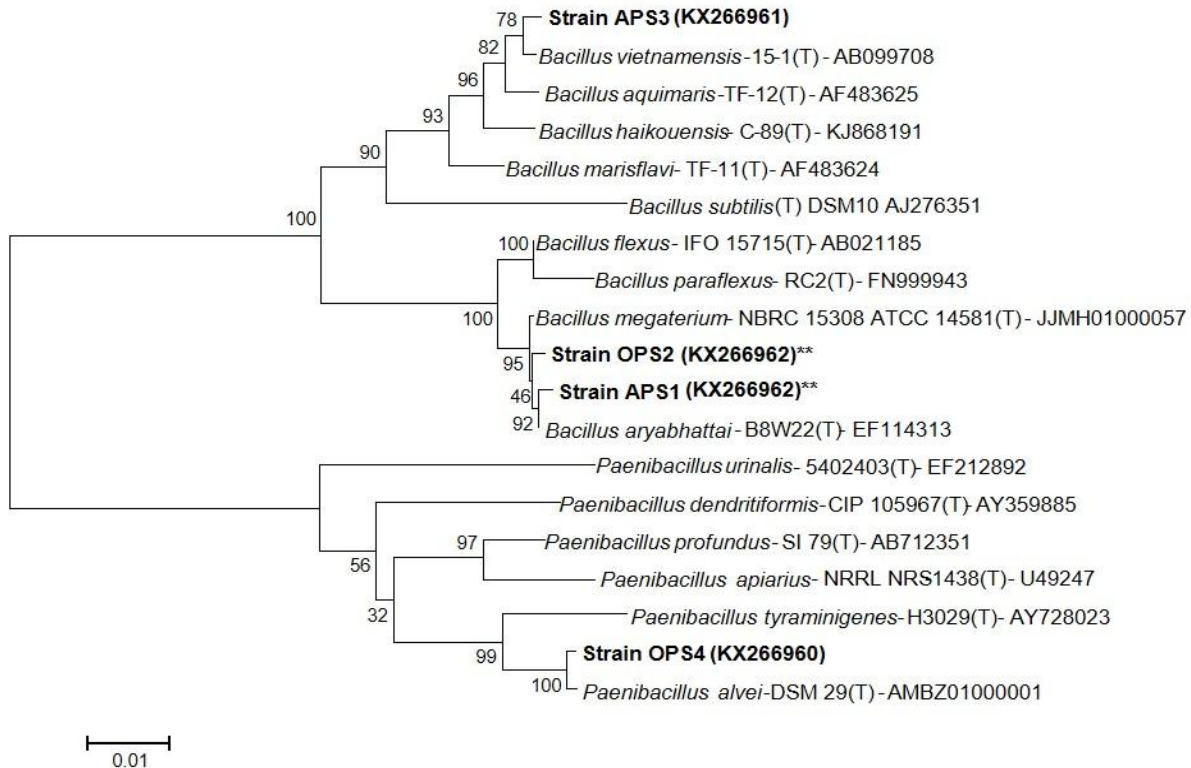 78 Strain APS3 (KX266961)
82
Bacillus vietnamensis-15-1(T) - AB099708
96
Bacillus aquimaris-TF-12(T) - AF483625
93
Bacillus haikouensis- C-89(T) - KJ868191
90
Bacillus marisflavi- TF-11(T) - AF483624
Bacillus subtilis(T) DSM10 AJ276351
100
100 Bacillus flexus- IFO 15715(T)- AB021185
Bacillus paraflexus- RC2(T)- FN999943
100
Bacillus megaterium- NBRC 15308 ATCC 14581(T) - JJMH01000057
95
Strain OPS2 (KX266962)**
46
Strain APS1 (KX266962)**
92
Bacillus aryabhattai - B8W22(T)- EF114313
Paenibacillus urinalis- 5402403(T)- EF212892
Paenibacillus dendritiformis-CIP 105967(T)- AY359885
97 Paenibacillus profundus- SI 79(T)- AB712351
56
Paenibacillus apiarius- NRRL NRS1438(T)- U49247
32
Paenibacillus tyraminigenes-H3029(T)- AY728023
99
Strain OPS4 (KX266960)
100
Paenibacillus alvei-DSM 29(T) - AMBZ01000001
0.01